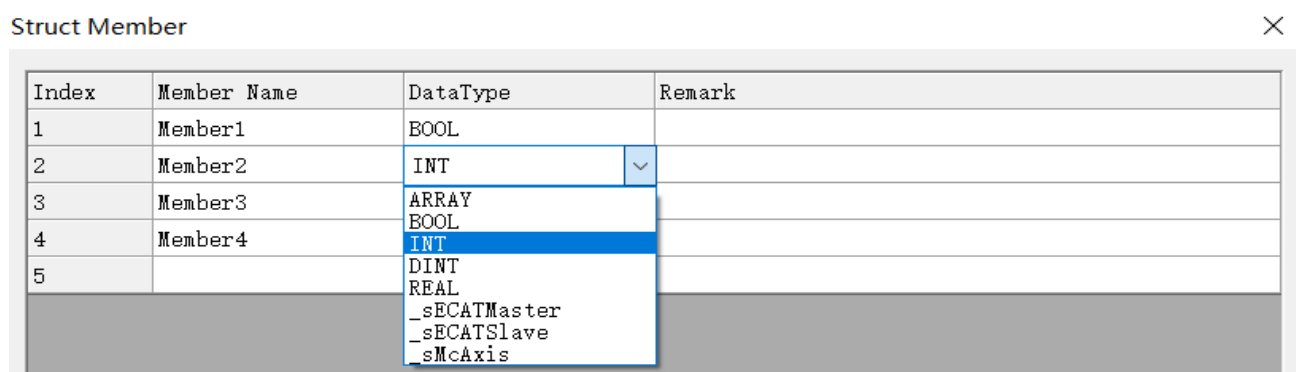 Struct Member
Index Member Name DataType Remark
1 Member1 BOOL
2 Member2 INT
3 Member3
4 Member4
5
ARRAY
BOOL
INT
DINT
REAL
_sECATMaster
_sECATSlave
_sMcAxis